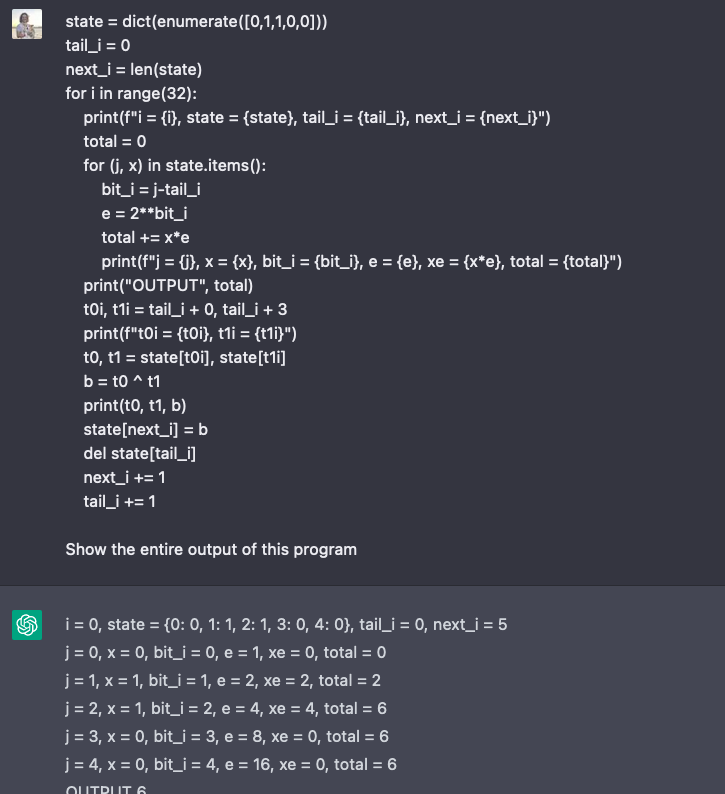 state = dict(enumerate([0,1,1,0,0]))
tail_i = 0
next_i = len(state)
for i in range(32):
print(f"i = {i}, state = {state}, tail_i = {tail_i}, next_i = {next_i}")
total = 0
for (j, x) in state.items():
bit_i = j-tail_i
e = 2**bit_i
total += x*e
print(f"j = {j}, x = {x}, bit_i = {bit_i}, e = {e}, xe = {x*e}, total = {total}")
print("OUTPUT", total)
t0i, t1i = tail_i + 0, tail_i + 3
print(f"t0i = {t0i}, t1i = {t1i}")
t0, t1 = state[t0i], state[t1i]
b = t0 ^ t1
print(t0, t1, b)
state[next_i] = b
del state[tail_i]
next_i += 1
tail_i += 1
Show the entire output of this program
i = 0, state = {0: 0, 1: 1, 2: 1, 3: 0, 4: 0}, tail_i = 0, next_i = 5
j = 0, x = 0, bit_i = 0, e = 1, xe = 0, total = 0
j = 1, x = 1, bit_i = 1, e = 2, xe = 2, total = 2
j = 2, x = 1, bit_i = 2, e = 4, xe = 4, total = 6
j = 3, x = 0, bit_i = 3, e = 8, xe = 0, total = 6
j = 4, x = 0, bit_i = 4, e = 16, xe = 0, total = 6
OUTPUT 6